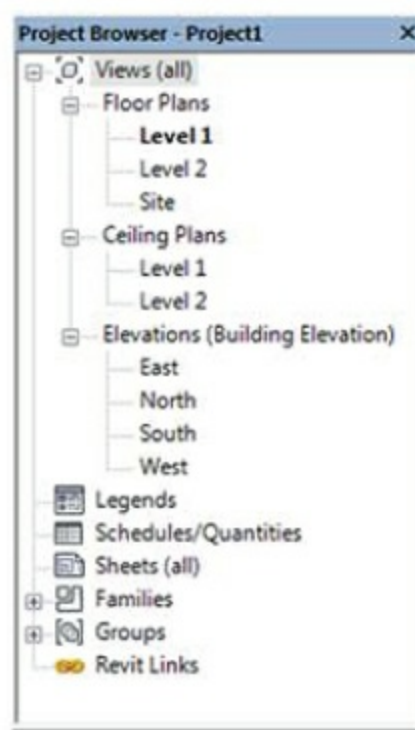 Project Browser - Project1
Views (all)
Floor Plans
Level 1
Level 2
Site
Ceiling Plans
Level 1
Level 2
Elevations (Building Elevation)
East
North
South
West
Legends
Schedules/Quantities
Sheets (all)
Families
Groups
Revit Links